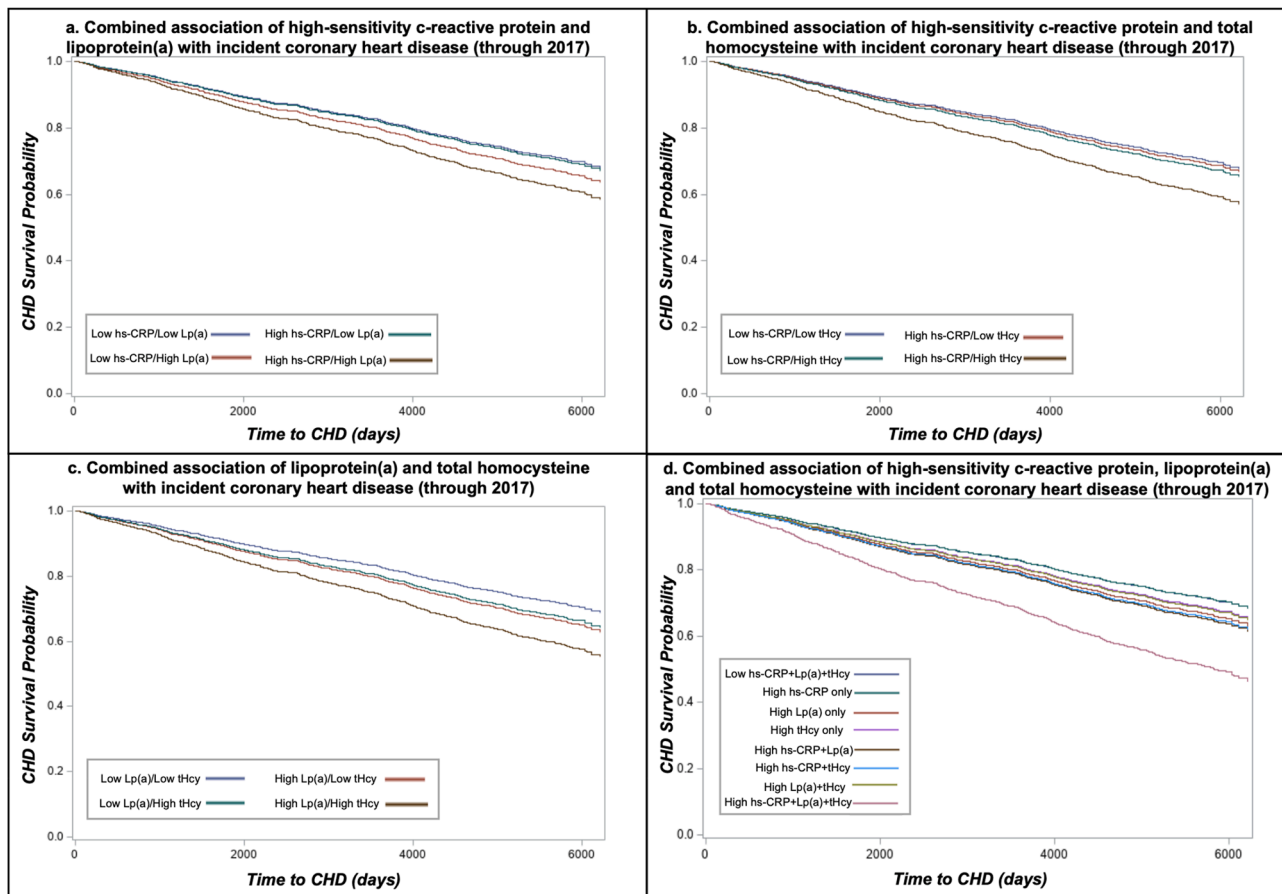 a. Combined association of high-sensitivity c-reactive protein and
lipoprotein(a) with incident coronary heart disease (through 2017)
1.0
0.8
0.6
0.4
0.2
0.0
CHD Survival Probability
Low hs-CRP/Low Lp(a)
High hs-CRP/Low Lp(a)
Low hs-CRP/High Lp(a)
High hs-CRP/High Lp(a)
0
2000
4000
6000
Time to CHD (days)
b. Combined association of high-sensitivity c-reactive protein and total
homocysteine with incident coronary heart disease (through 2017)
1.0
0.8
0.6
0.4
0.2
0.0
CHD Survival Probability
Low hs-CRP/Low tHcy
High hs-CRP/Low tHcy
Low hs-CRP/High tHcy
High hs-CRP/High tHcy
0
2000
4000
6000
Time to CHD (days)
c. Combined association of lipoprotein(a) and total homocysteine
with incident coronary heart disease (through 2017)
1.0
0.8
0.6
0.4
0.2
0.0
CHD Survival Probability
Low Lp(a)/Low tHcy
High Lp(a)/Low tHcy
Low Lp(a)/High tHcy
High Lp(a)/High tHcy
0
2000
4000
6000
Time to CHD (days)
d. Combined association of high-sensitivity c-reactive protein, lipoprotein(a)
and total homocysteine with incident coronary heart disease (through 2017)
1.0
0.8
0.6
0.4
0.2
0.0
CHD Survival Probability
Low hs-CRP+Lp(a)+tHcy
High hs-CRP only
High Lp(a) only
High tHcy only
High hs-CRP+Lp(a)
High hs-CRP+tHcy
High Lp(a)+tHcy
High hs-CRP+Lp(a)+tHcy
0
2000
4000
6000
Time to CHD (days)